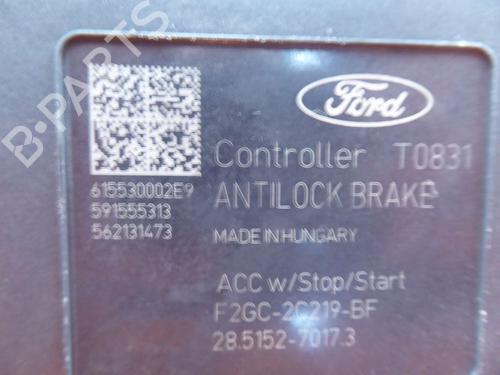 B-PARTS
Ford
Controller T0831
ANTILOCK BRAKE
615530002E9
591555313
562131473
MADE IN HUNGARY
ACC w/Stop/Start
F2GC-2C219-BF
28.5152-7017.3